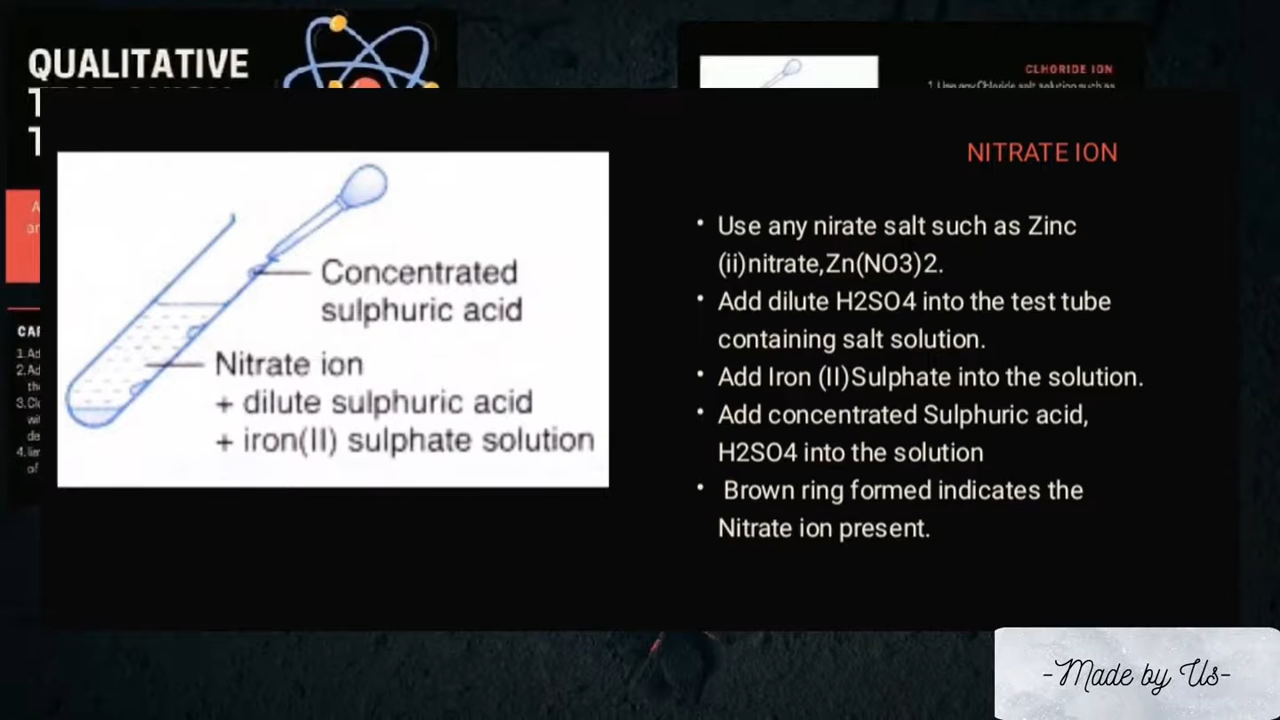 QUALITATIVE
CLHORIDE ION
NITRATE ION
Concentrated
sulphuric acid
Nitrate ion
+ dilute sulphuric acid
+ iron(II) sulphate solution
• Use any nirate salt such as Zinc
(ii)nitrate,Zn(NO3)2.
• Add dilute H2SO4 into the test tube
containing salt solution.
• Add Iron (II)Sulphate into the solution.
• Add concentrated Sulphuric acid,
H2SO4 into the solution
• Brown ring formed indicates the
Nitrate ion present.
-Made by Us-